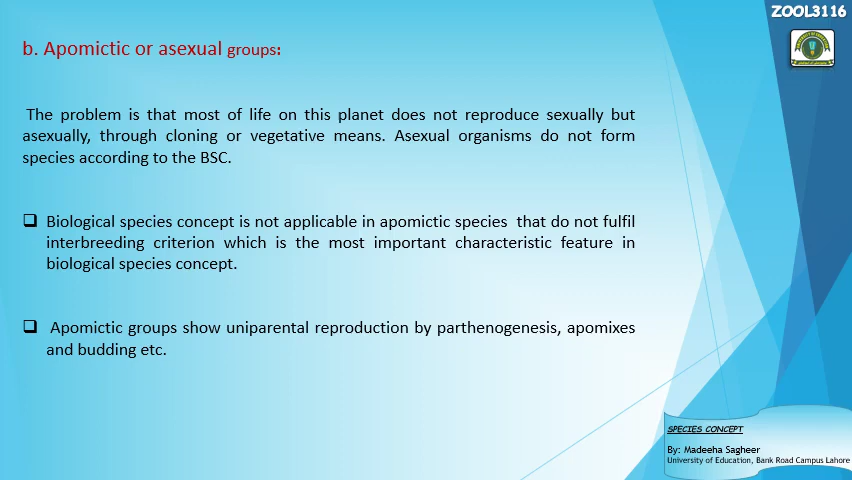 ZOOL3116
b. Apomictic or asexual groups:
The problem is that most of life on this planet does not reproduce sexually but
asexually, through cloning or vegetative means. Asexual organisms do not form
species according to the BSC.
❑ Biological species concept is not applicable in apomictic species that do not fulfil
interbreeding criterion which is the most important characteristic feature in
biological species concept.
❑ Apomictic groups show uniparental reproduction by parthenogenesis, apomixes
and budding etc.
SPECIES CONCEPT
By: Madeeha Sagheer
University of Education, Bank Road Campus Lahore